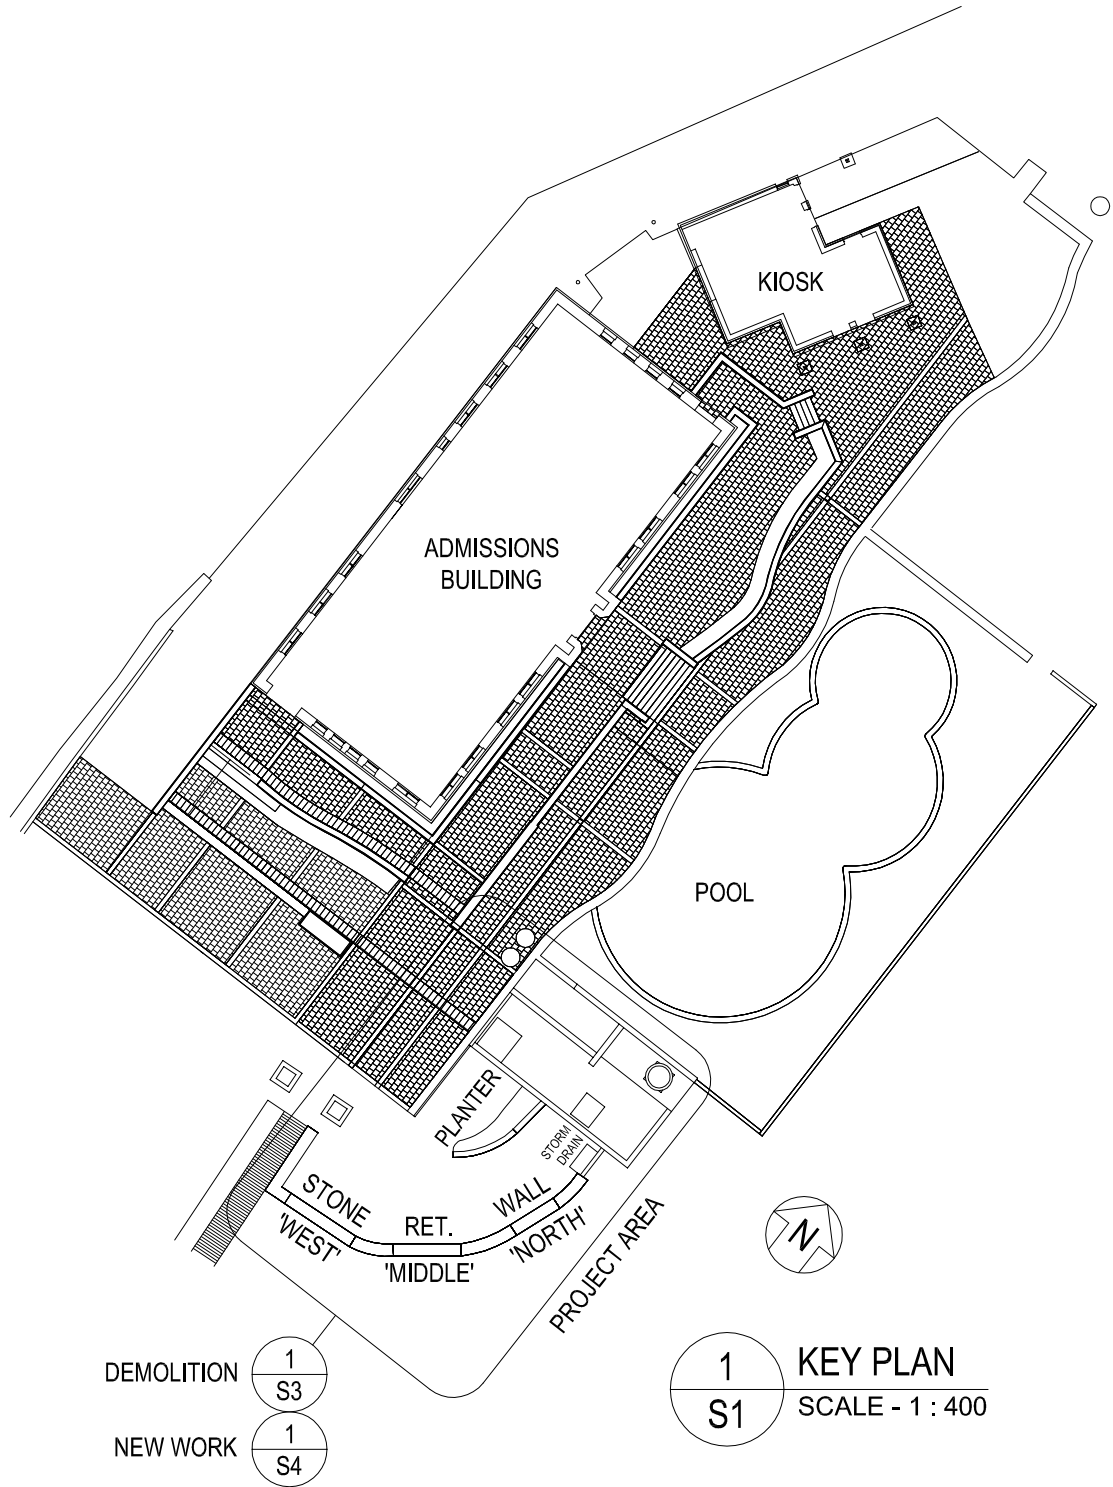 KIOSK
ADMISSIONS
BUILDING
POOL
PLANTER
STORM
DRAIN
STONE
RET.
WALL
'WEST'
'MIDDLE'
'NORTH'
PROJECT AREA
N
DEMOLITION
1
S3
NEW WORK
1
S4
1
S1
KEY PLAN
SCALE - 1 : 400